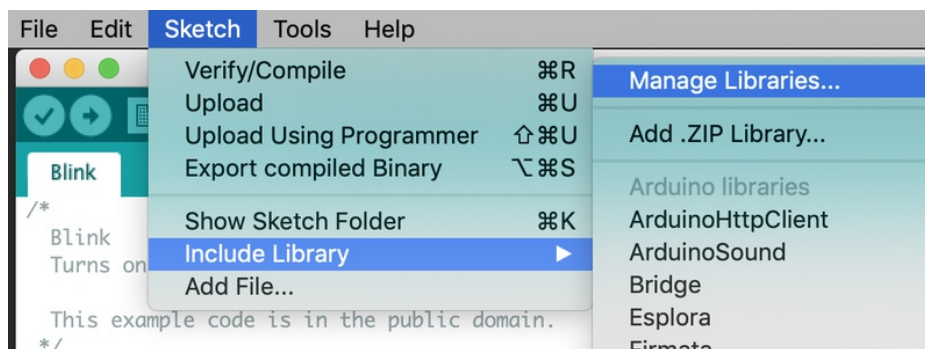 File Edit Sketch Tools Help
Verify/Compile ⌘R
Upload ⌘U
Upload Using Programmer ⇧⌘U
Export compiled Binary ⌥⌘S
Show Sketch Folder ⌘K
Include Library ▶
Add File...
Manage Libraries...
Add .ZIP Library...
Arduino libraries
ArduinoHttpClient
ArduinoSound
Bridge
Esplora
Firmata
Blink
/*
Blink
Turns on
This example code is in the public domain.
*/